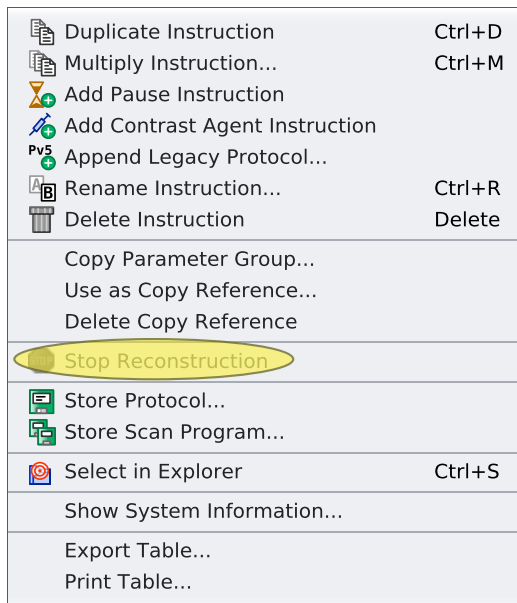 Duplicate Instruction Ctrl+D
Multiply Instruction... Ctrl+M
Add Pause Instruction
Add Contrast Agent Instruction
Pv5 Append Legacy Protocol...
A B Rename Instruction... Ctrl+R
Delete Instruction Delete
Copy Parameter Group...
Use as Copy Reference...
Delete Copy Reference
Stop Reconstruction
Store Protocol...
Store Scan Program...
Select in Explorer Ctrl+S
Show System Information...
Export Table...
Print Table...